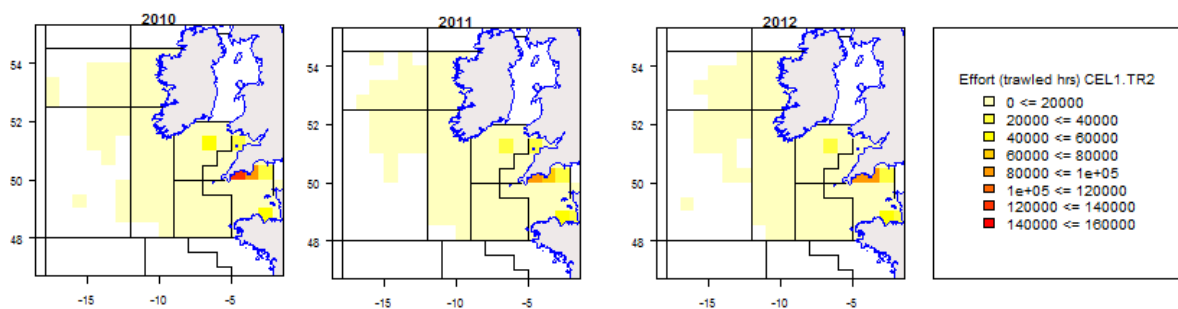 2010
2011
2012
54
52
50
48
-15
-10
-5
54
52
50
48
-15
-10
-5
54
52
50
48
-15
-10
-5
Effort (trawled hrs) CEL1.TR2
0 <= 20000
20000 <= 40000
40000 <= 60000
60000 <= 80000
80000 <= 1e+05
1e+05 <= 120000
120000 <= 140000
140000 <= 160000